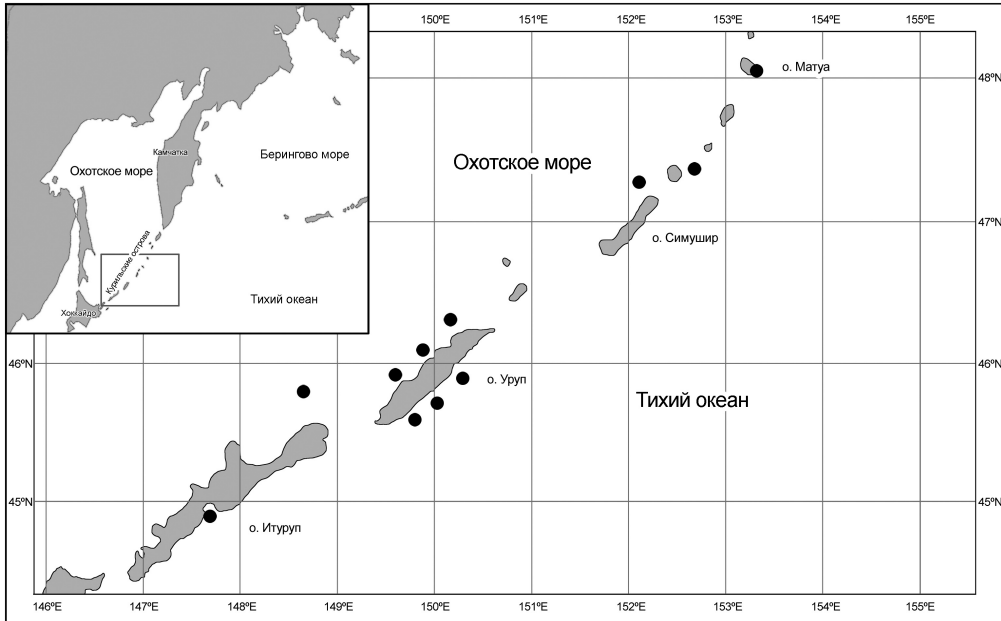 150ºE
151ºE
152ºE
153ºE
154ºE
155ºE
о. Матуа
48ºN
Камчатка
Берингово море
Охотское море
Охотское море
47ºN
о. Симушир
Курильские острова
Тихий океан
Хоккайдо
46ºN
46ºN
о. Уруп
Тихий океан
45ºN
45ºN
о. Итуруп
146ºE
147ºE
148ºE
149ºE
150ºE
151ºE
152ºE
153ºE
154ºE
155ºE